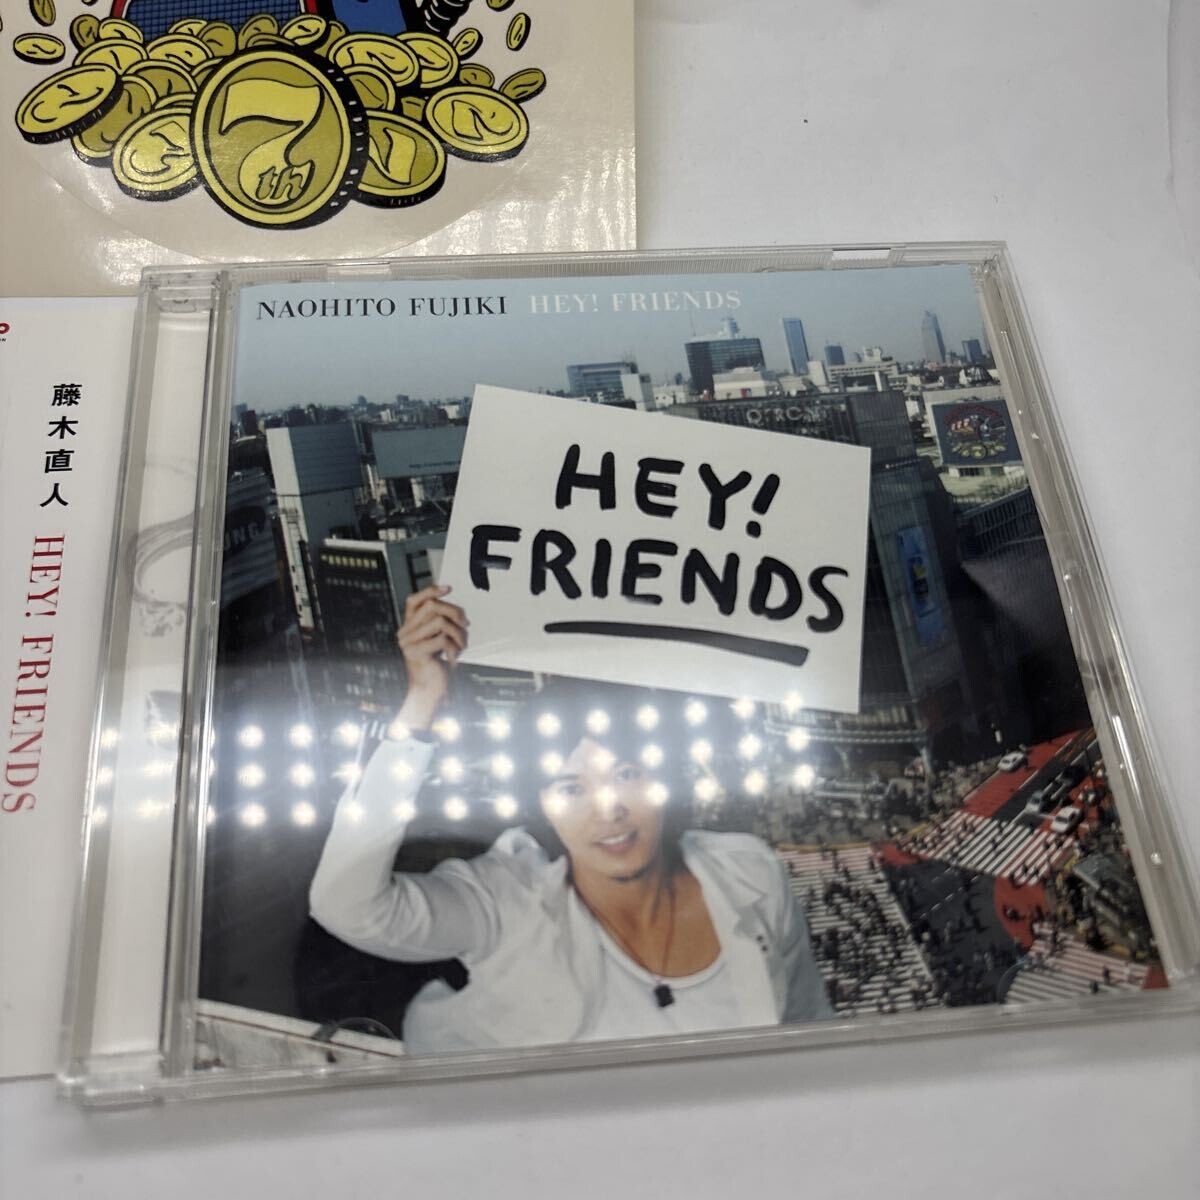 7th
藤木直人 HEY! FRIENDS
NAOHITO FUJIKI HEY! FRIENDS
HEY!
FRIENDS